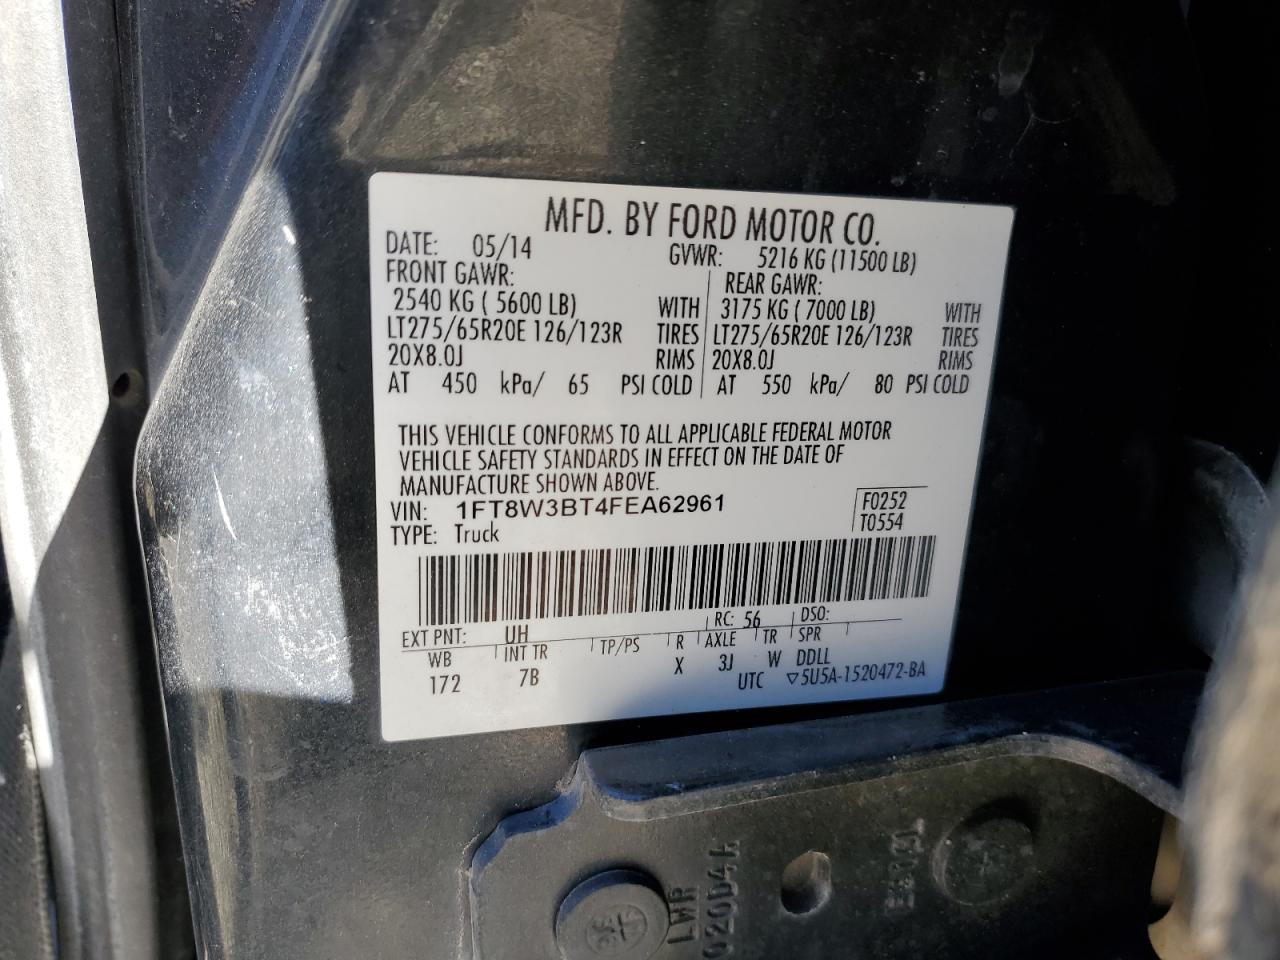 MFD. BY FORD MOTOR CO.
DATE: 05/14 GVWR: 5216 KG (11500 LB)
FRONT GAWR: REAR GAWR:
2540 KG ( 5600 LB) WITH 3175 KG ( 7000 LB) WITH
LT275/65R20E 126/123R TIRES LT275/65R20E 126/123R TIRES
20X8.0J RIMS 20X8.0J RIMS
AT 450 kPa/ 65 PSI COLD AT 550 kPa/ 80 PSI COLD
THIS VEHICLE CONFORMS TO ALL APPLICABLE FEDERAL MOTOR
VEHICLE SAFETY STANDARDS IN EFFECT ON THE DATE OF
MANUFACTURE SHOWN ABOVE.
VIN: 1FT8W3BT4FEA62961 F0252
TYPE: Truck T0554
EXT PNT: UH RC: 56 DSO:
WB INT TR TP/PS R AXLE TR SPR
172 7B X 3J W DDLL
UTC ▽5U5A-1520472-BA
LWR